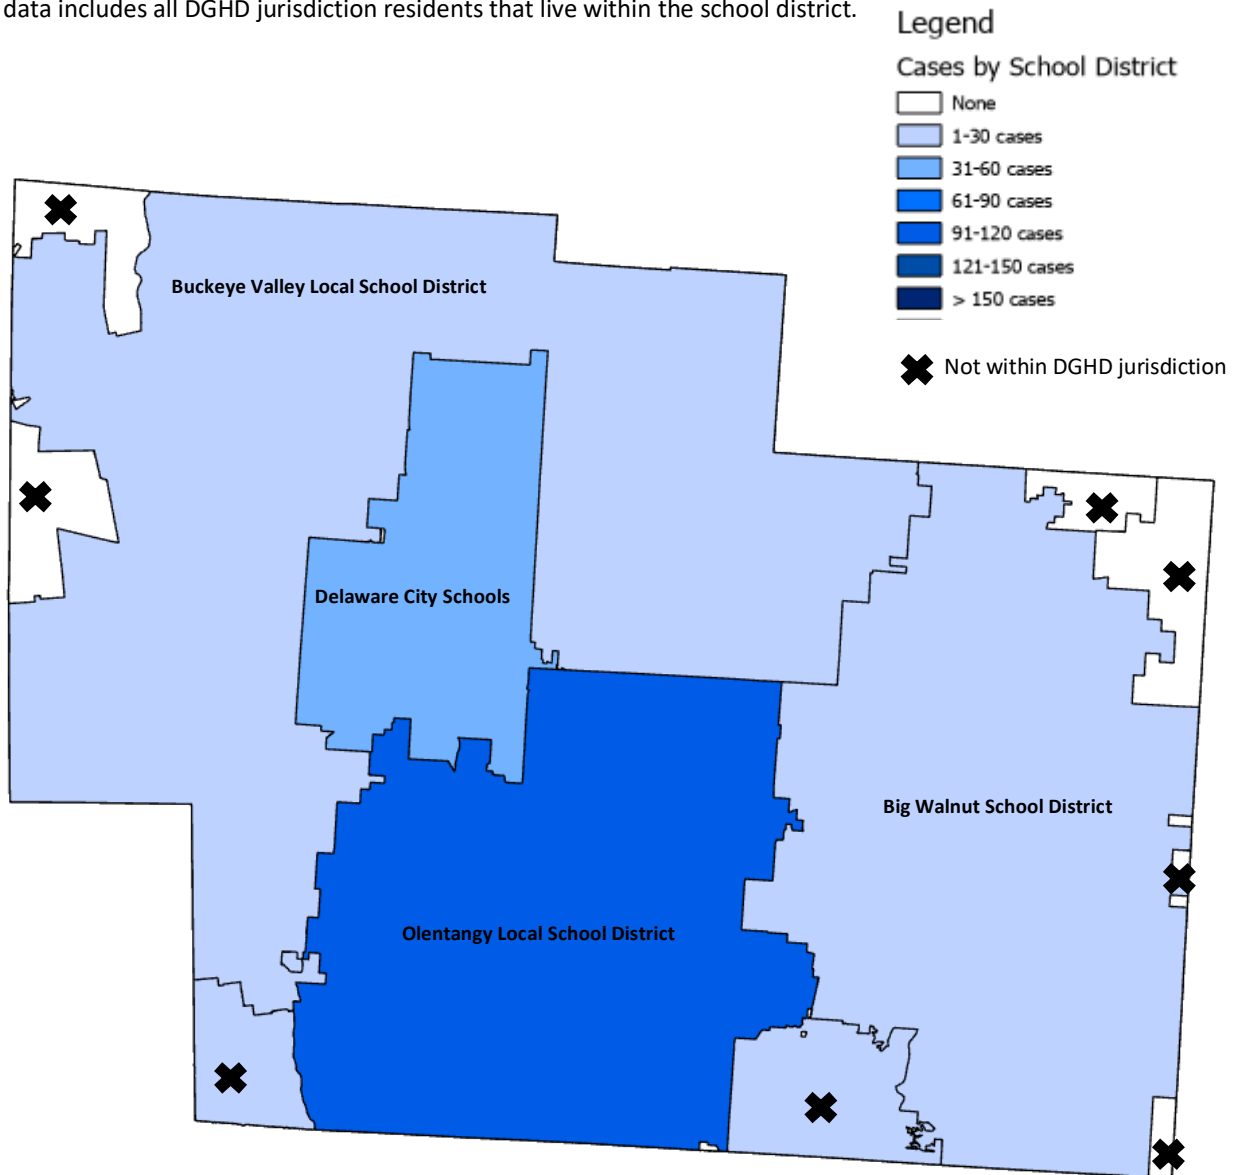 data includes all DGHD jurisdiction residents that live within the school district.
Legend
Cases by School District
None
1-30 cases
31-60 cases
61-90 cases
91-120 cases
121-150 cases
> 150 cases
Not within DGHD jurisdiction
Buckeye Valley Local School District
Delaware City Schools
Big Walnut School District
Olentangy Local School District